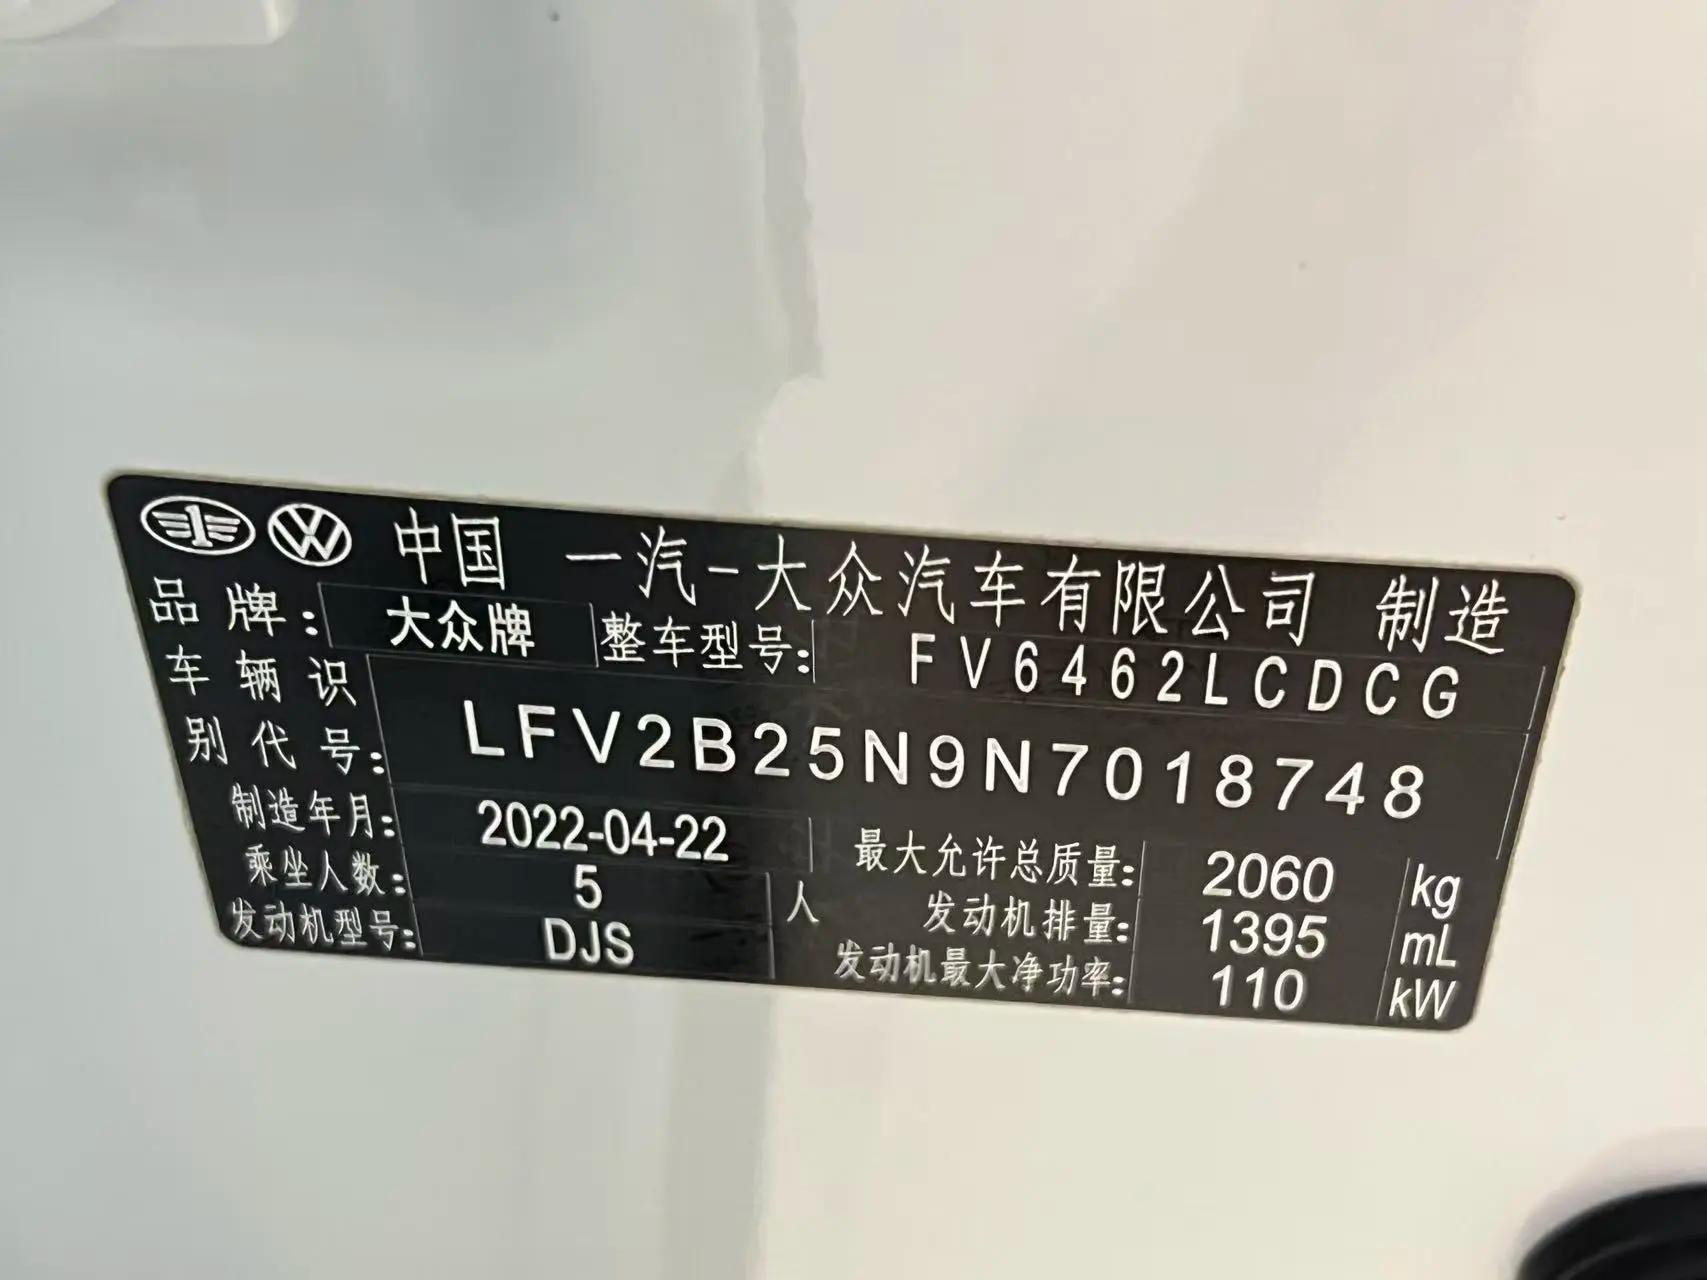 中国 一汽-大众汽车有限公司 制造
品牌: 大众牌 整车型号: FV6462LCDCG
车辆识别代号: LFV2B25N9N7018748
制造年月: 2022-04-22 最大允许总质量: 2060 kg
乘坐人数: 5 人 发动机排量: 1395 mL
发动机型号: DJS 发动机最大净功率: 110 kW